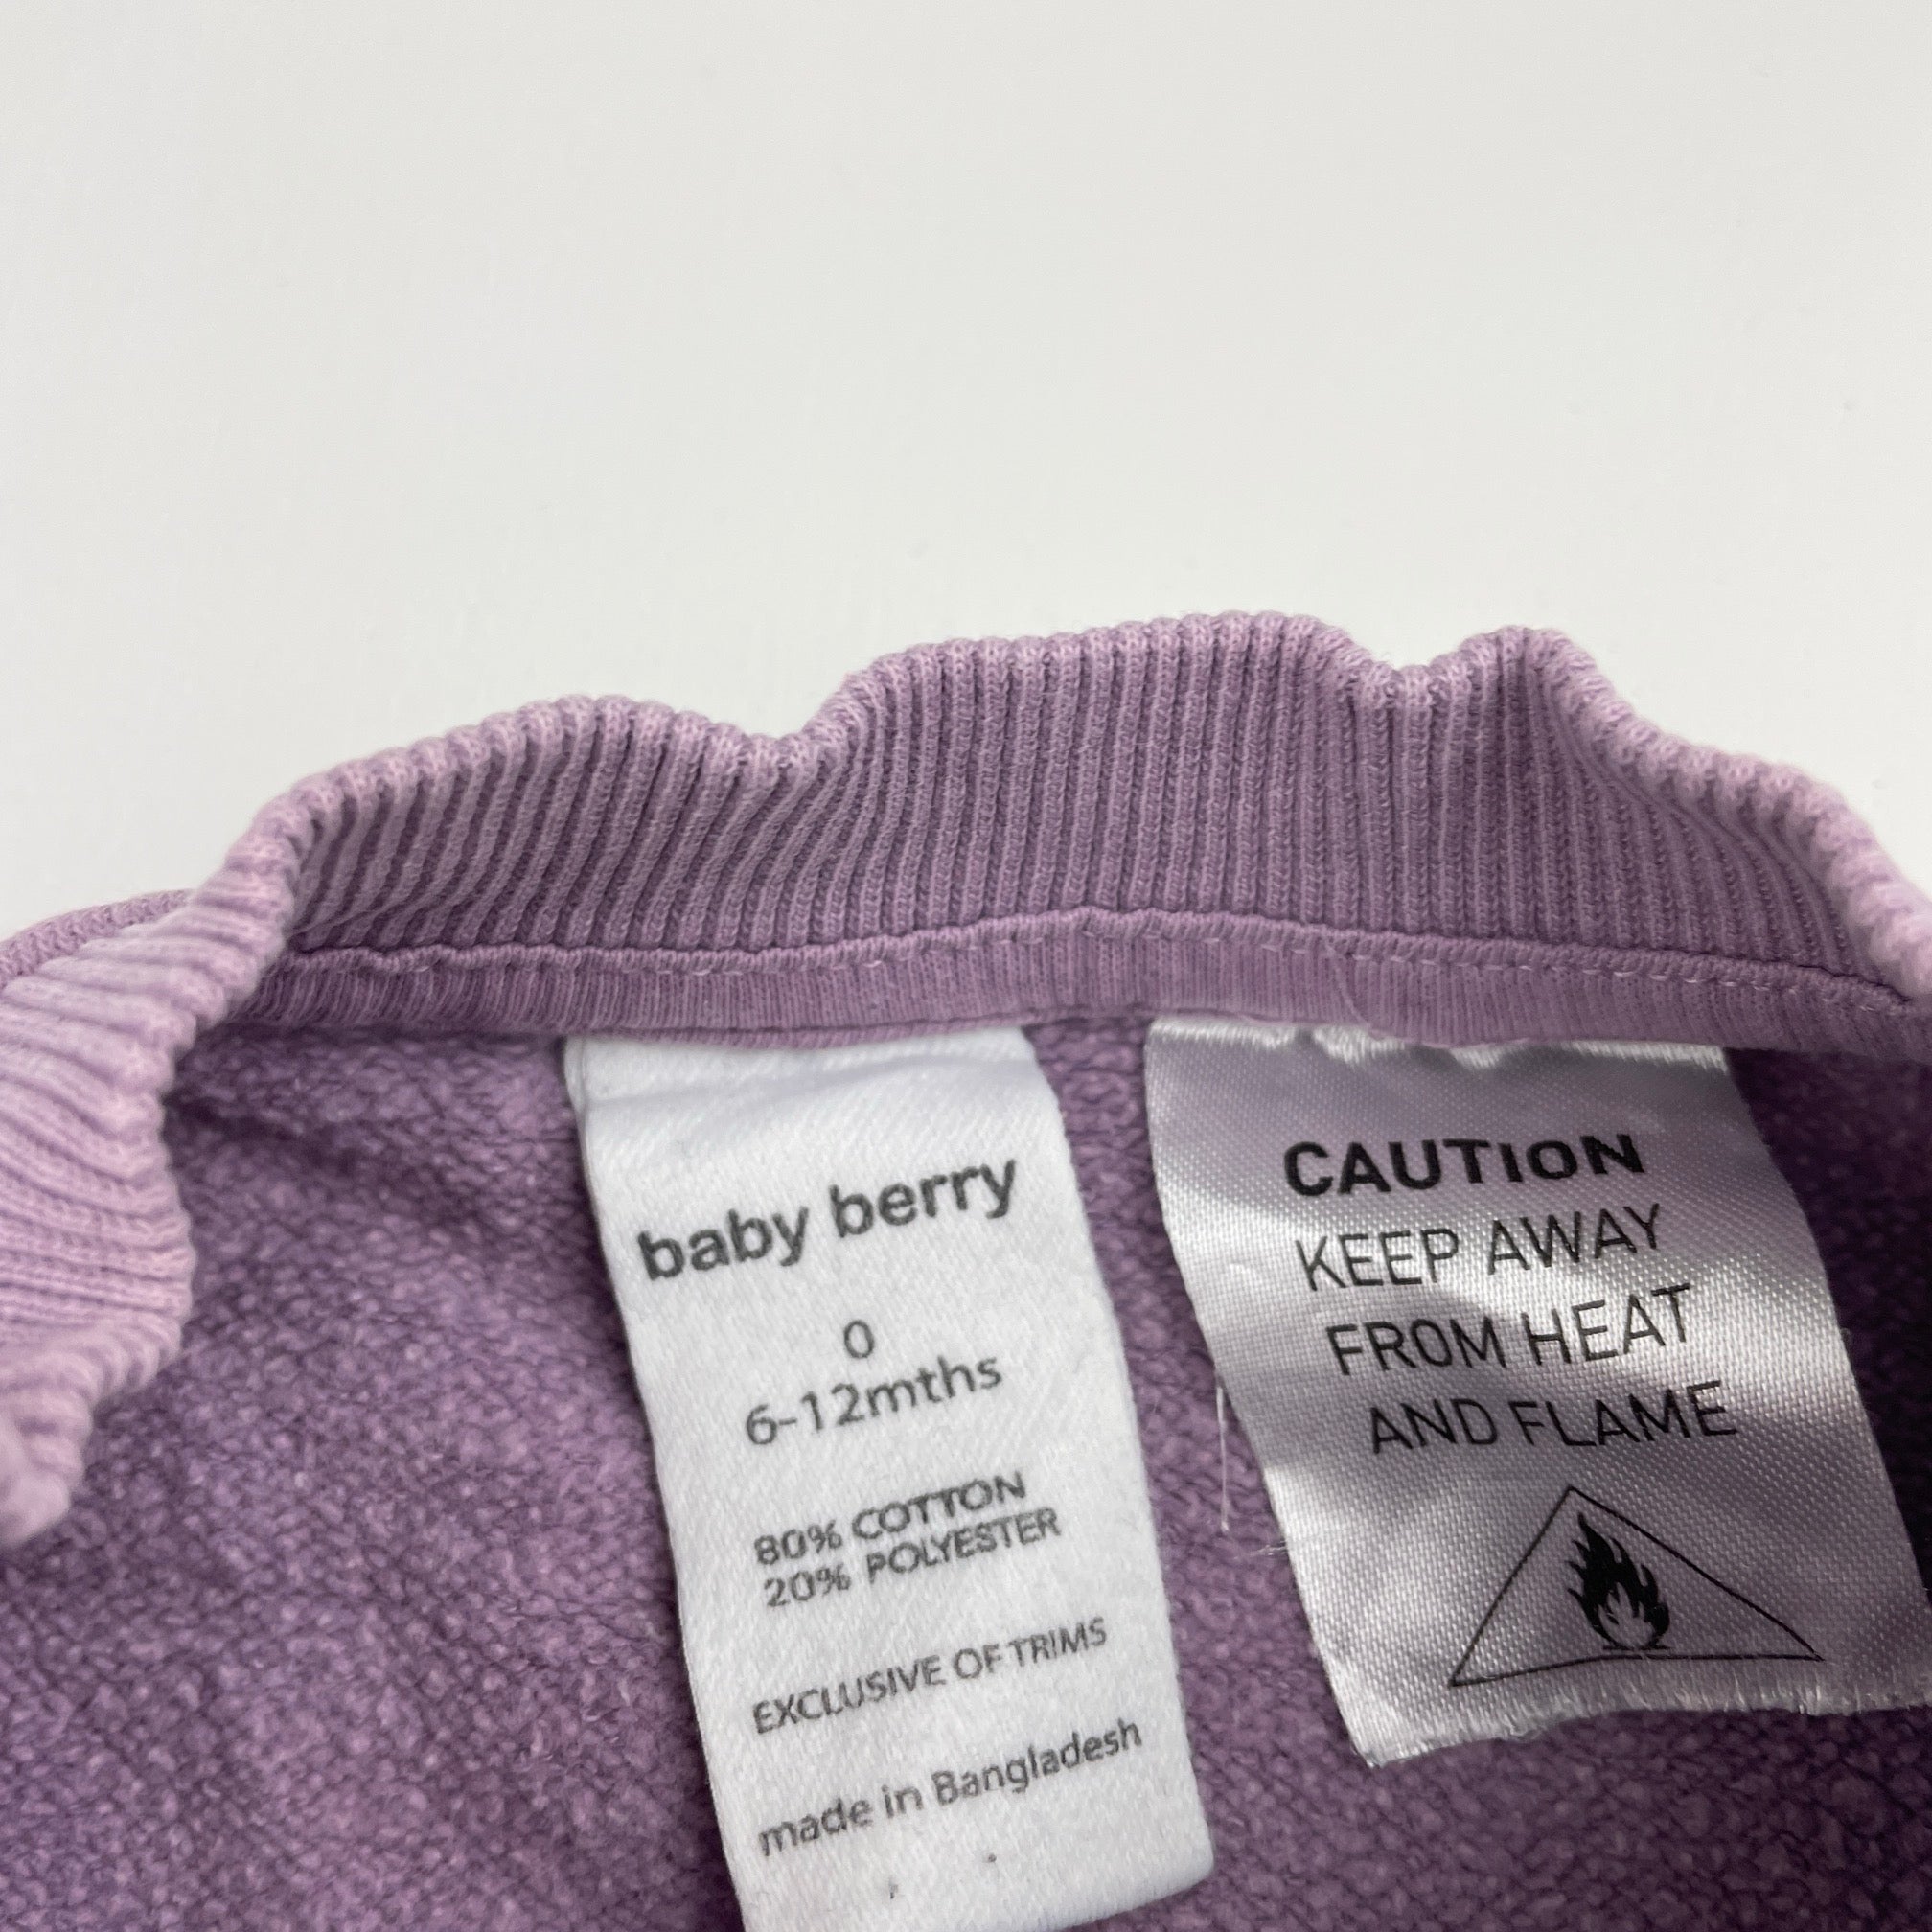 baby berry
0
6-12mths
80% COTTON
20% POLYESTER
EXCLUSIVE OF TRIMS
made in Bangladesh
CAUTION
KEEP AWAY
FROM HEAT
AND FLAME